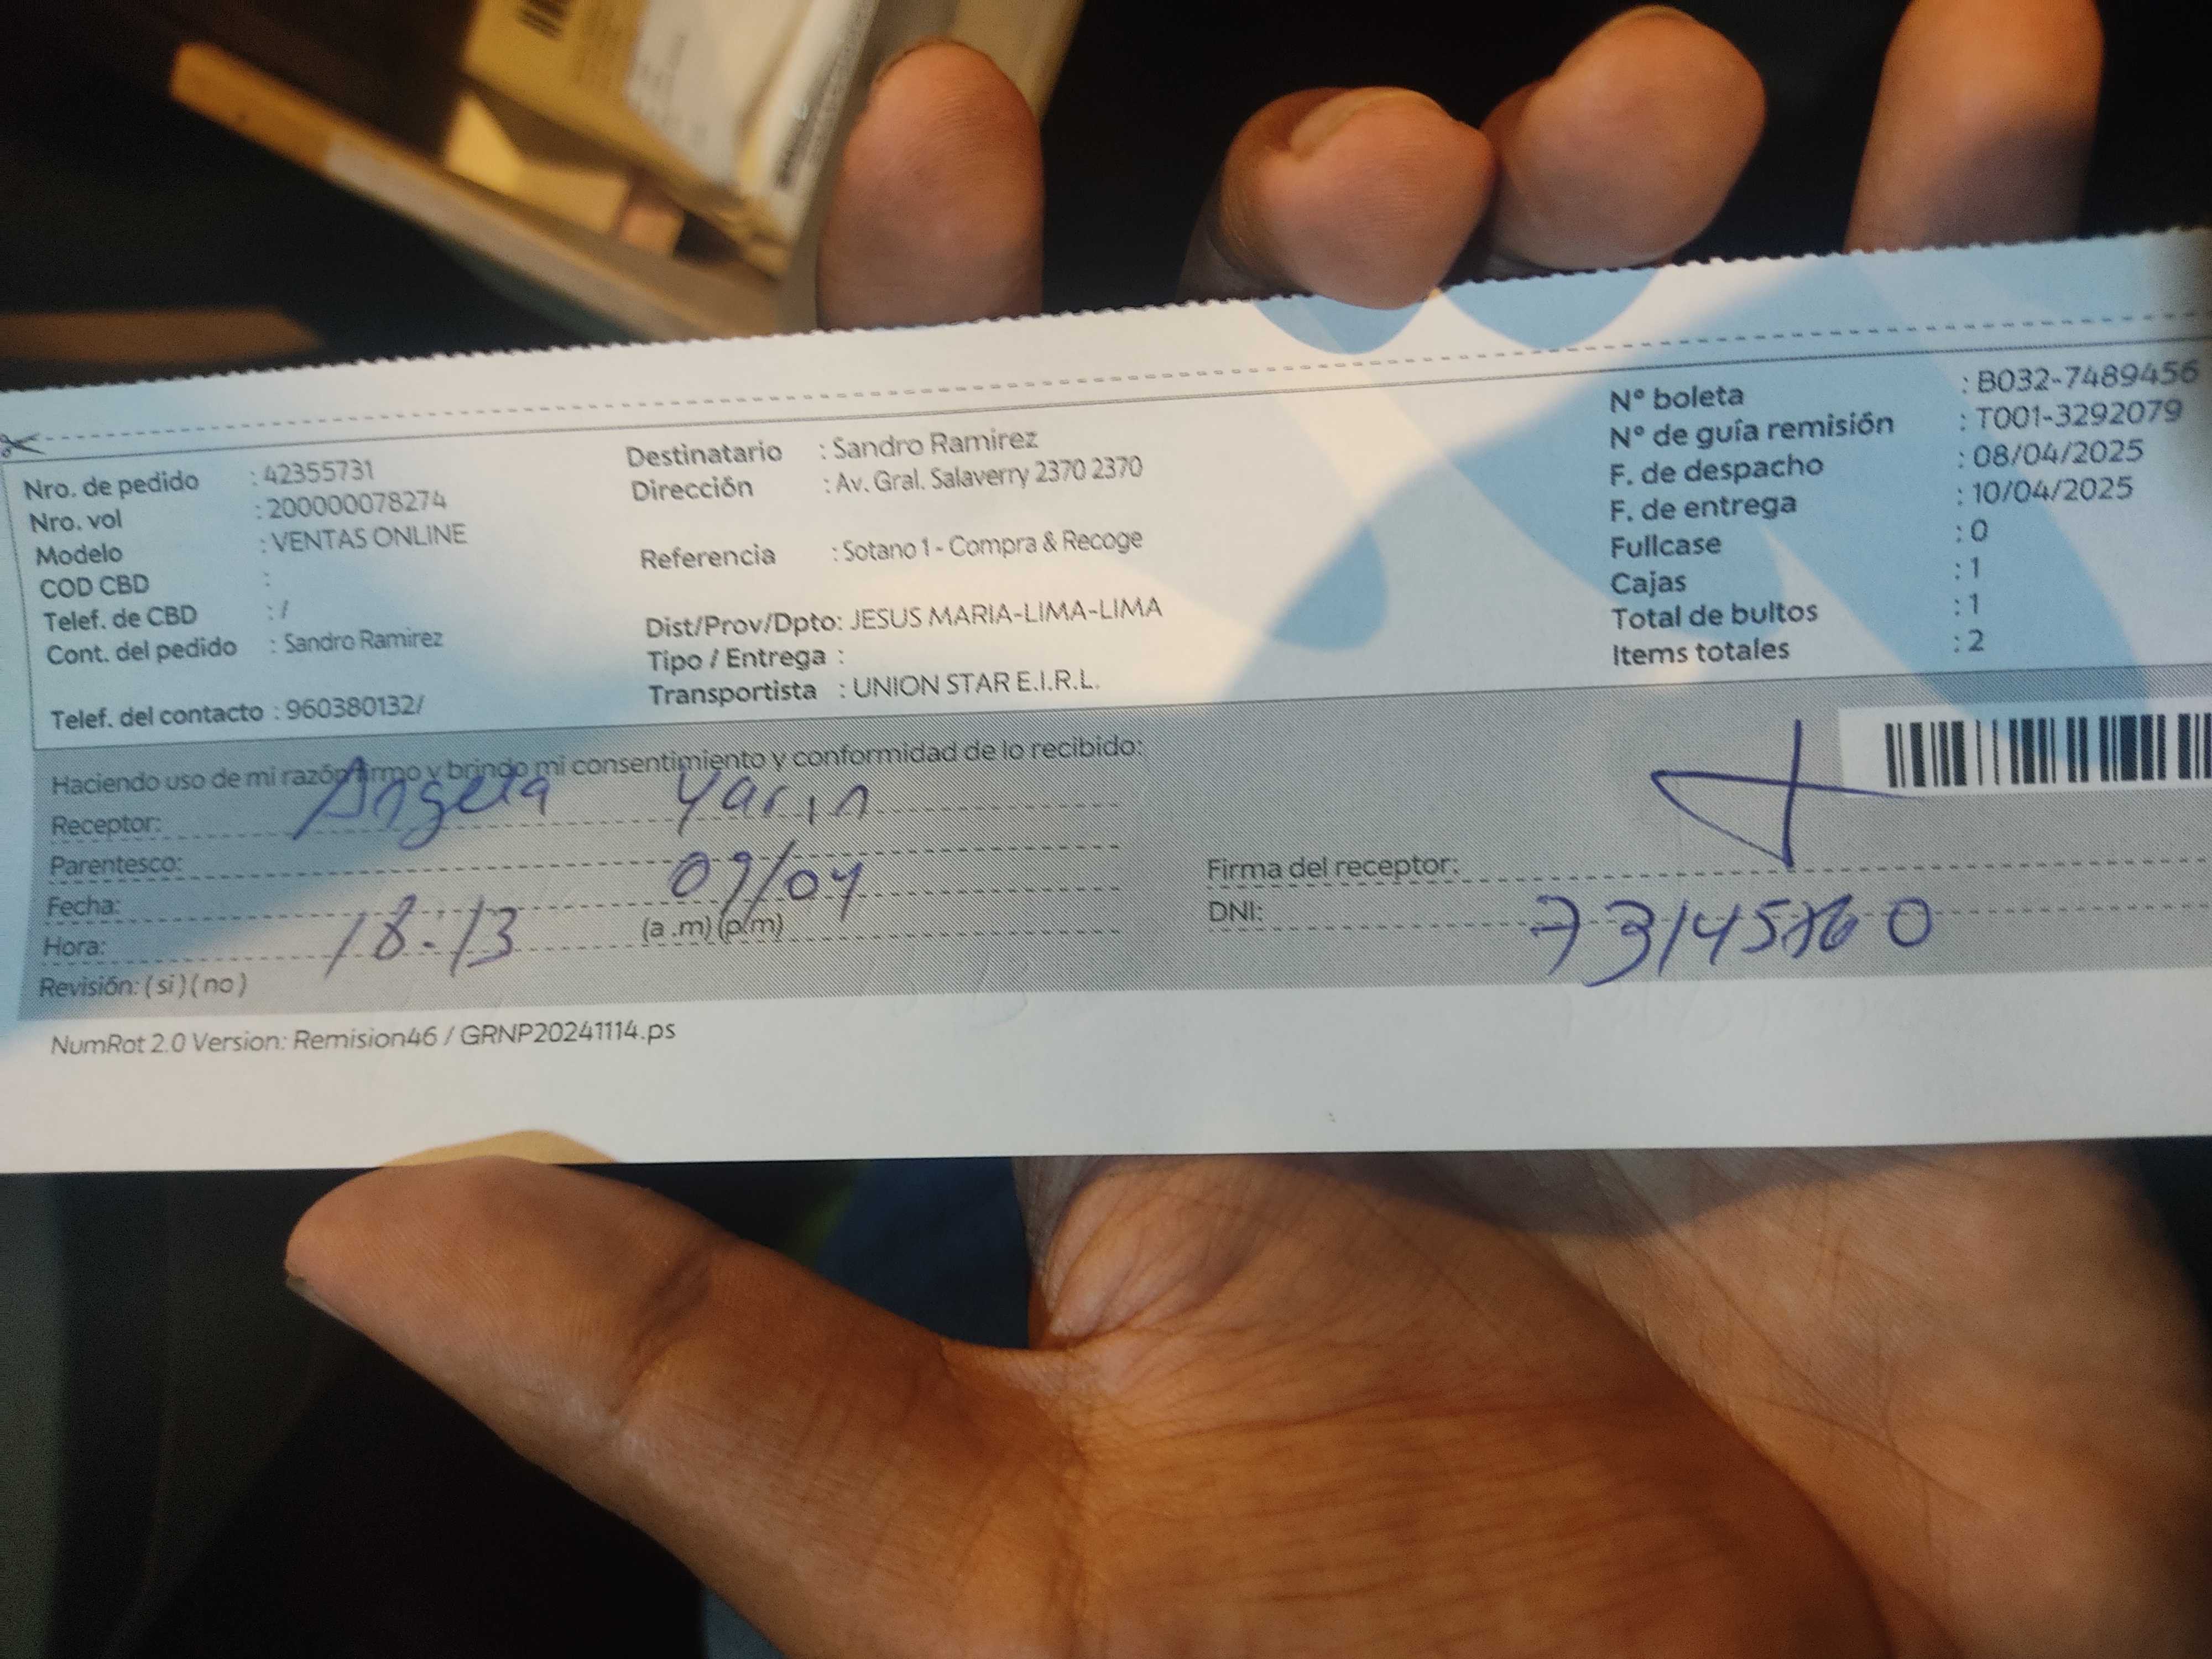 Nro. de pedido : 42355731
Nro. vol : 200000078274
Modelo : VENTAS ONLINE
COD CBD :
Telef. de CBD : /
Cont. del pedido : Sandro Ramirez
Telef. del contacto : 960380132/
Destinatario : Sandro Ramirez
Dirección : Av. Gral. Salaverry 2370 2370
Referencia : Sotano 1 - Compra & Recoge
Dist/Prov/Dpto: JESUS MARIA-LIMA-LIMA
Tipo / Entrega :
Transportista : UNION STAR E.I.R.L.
Nº boleta : B032-7489456
Nº de guía remisión : T001-3292079
F. de despacho : 08/04/2025
F. de entrega : 10/04/2025
Fullcase : 0
Cajas : 1
Total de bultos : 1
Items totales : 2
Haciendo uso de mi razón firmo y brindo mi consentimiento y conformidad de lo recibido:
Receptor: Angela Yarin
Parentesco:
Fecha: 09/04
Hora: 18:13 (a .m) (p.m)
Revisión: ( si ) ( no )
Firma del receptor:
DNI:
NumRot 2.0 Version: Remision46 / GRNP20241114.ps